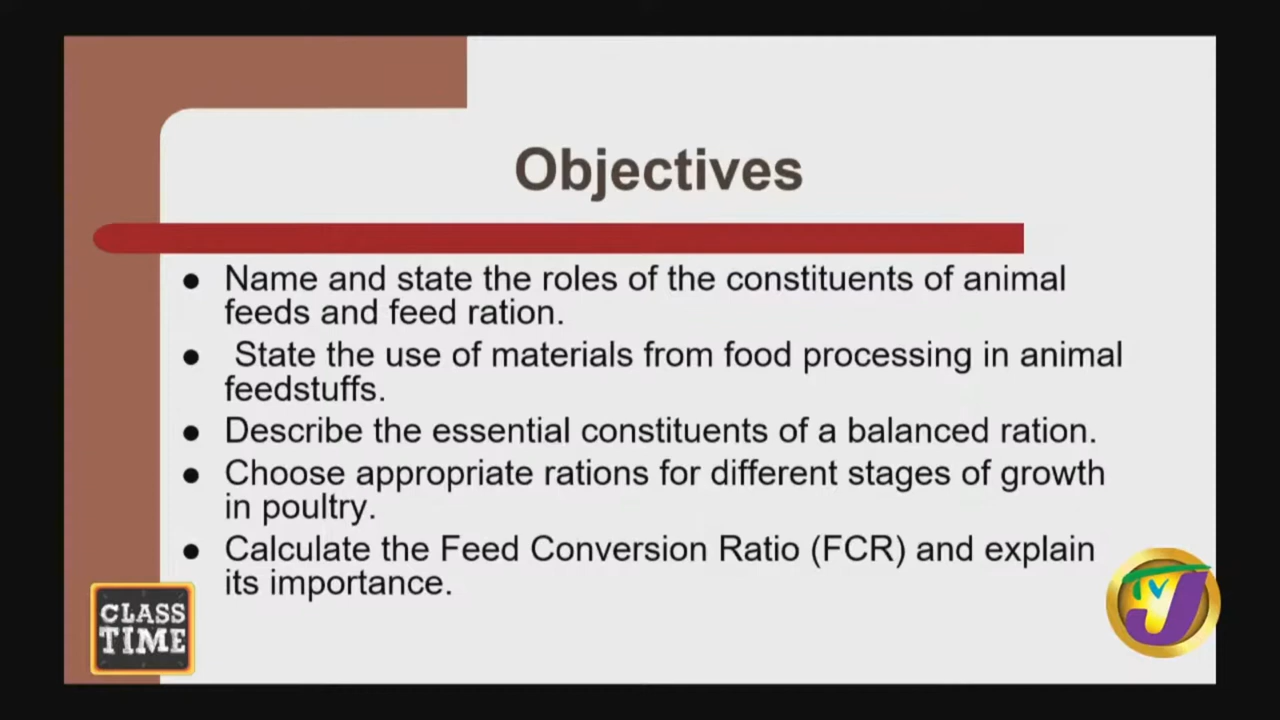 Objectives
● Name and state the roles of the constituents of animal
feeds and feed ration.
● State the use of materials from food processing in animal
feedstuffs.
● Describe the essential constituents of a balanced ration.
● Choose appropriate rations for different stages of growth
in poultry.
● Calculate the Feed Conversion Ratio (FCR) and explain
its importance.
CLASS
TIME
TVJ